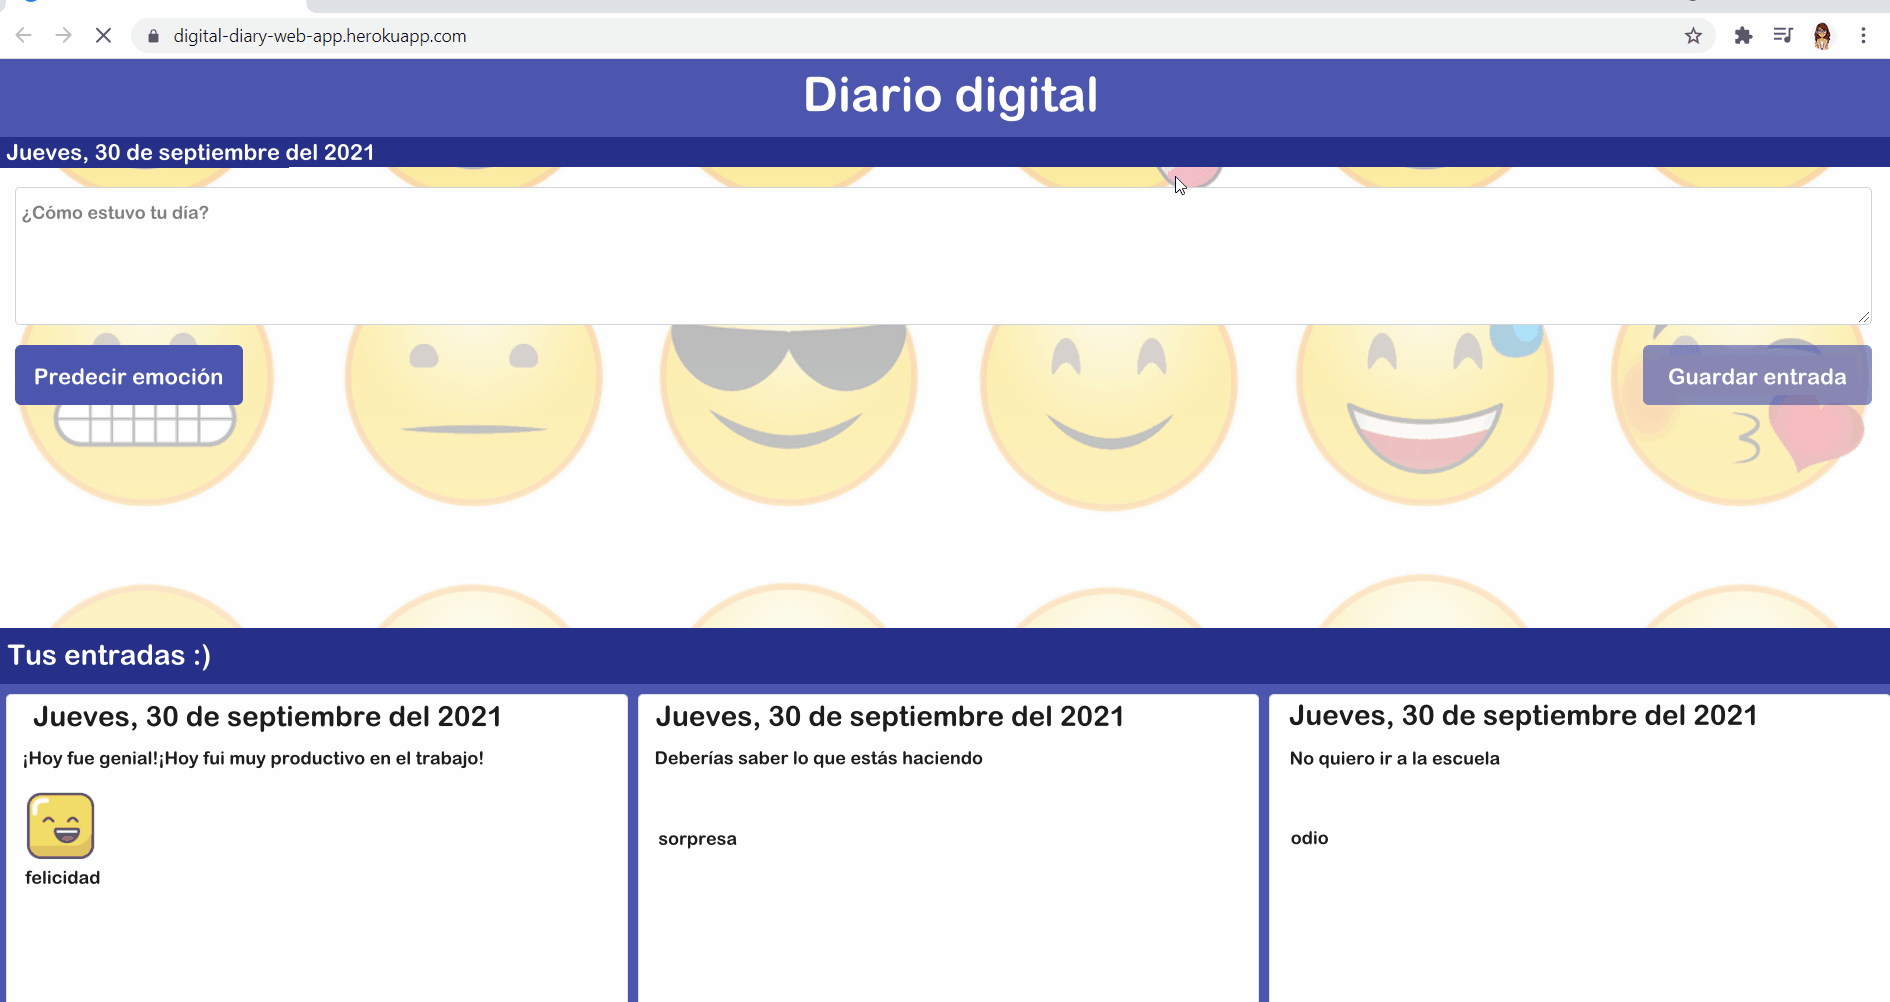 digital-diary-web-app.herokuapp.com
Diario digital
Jueves, 30 de septiembre del 2021
¿Cómo estuvo tu día?
Predecir emoción
Guardar entrada
Tus entradas :)
Jueves, 30 de septiembre del 2021
¡Hoy fue genial!¡Hoy fui muy productivo en el trabajo!
felicidad
Jueves, 30 de septiembre del 2021
Deberías saber lo que estás haciendo
sorpresa
Jueves, 30 de septiembre del 2021
No quiero ir a la escuela
odio